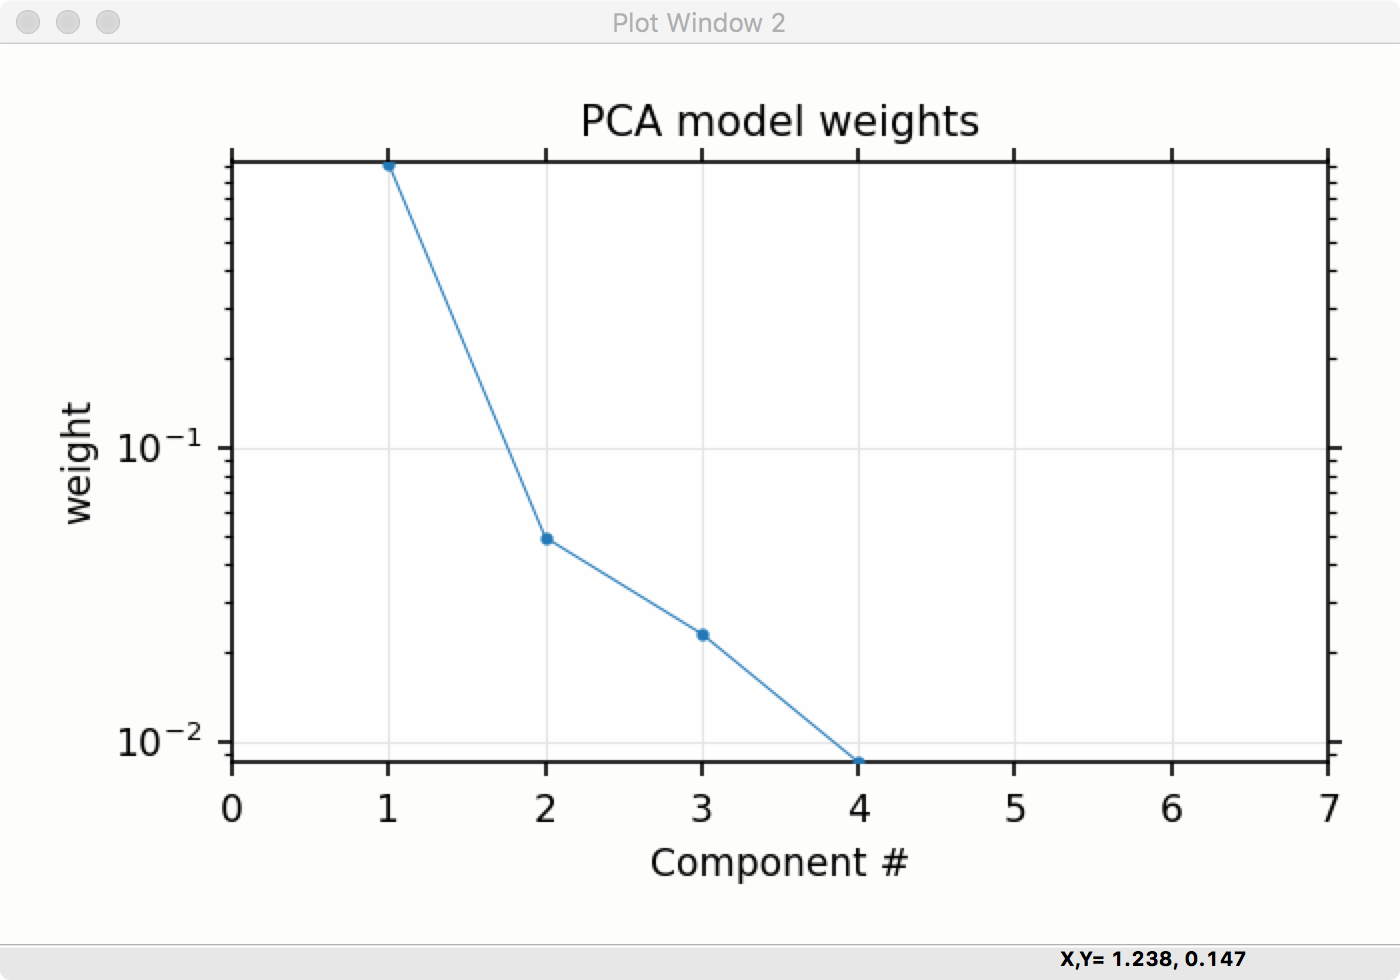 Plot Window 2
PCA model weights
weight
10⁻¹
10⁻²
0 1 2 3 4 5 6 7
Component #
X,Y= 1.238, 0.147